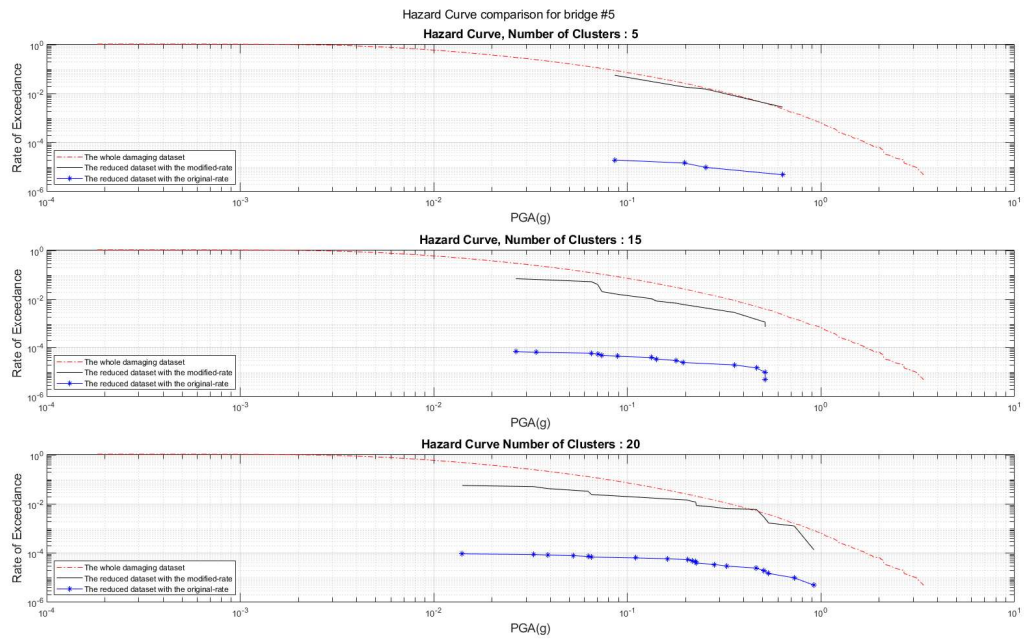 Hazard Curve comparison for bridge #5
Hazard Curve, Number of Clusters : 5
Rate of Exceedance
10^0
10^-2
10^-4
10^-6
The whole damaging dataset
The reduced dataset with the modified-rate
The reduced dataset with the original-rate
10^-4 10^-3 10^-2 10^-1 10^0 10^1
PGA(g)
Hazard Curve, Number of Clusters : 15
Rate of Exceedance
10^0
10^-2
10^-4
10^-6
The whole damaging dataset
The reduced dataset with the modified-rate
The reduced dataset with the original-rate
10^-4 10^-3 10^-2 10^-1 10^0 10^1
PGA(g)
Hazard Curve Number of Clusters : 20
Rate of Exceedance
10^0
10^-2
10^-4
10^-6
The whole damaging dataset
The reduced dataset with the modified-rate
The reduced dataset with the original-rate
10^-4 10^-3 10^-2 10^-1 10^0 10^1
PGA(g)